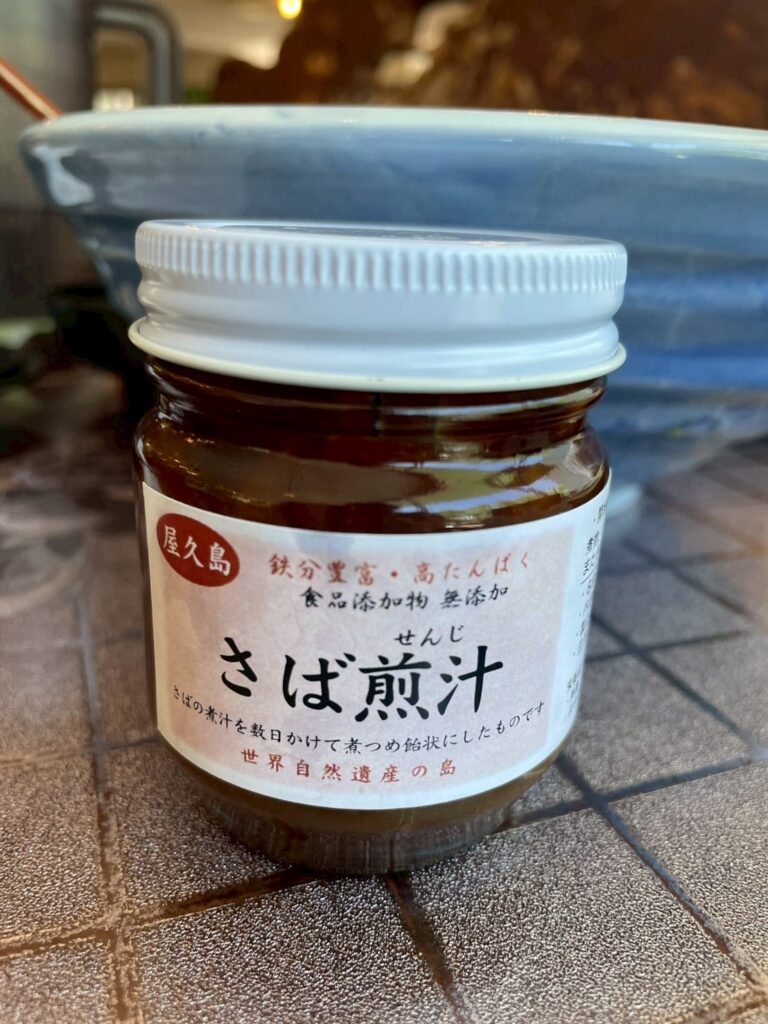 屋久島
鉄分豊富・高たんぱく
食品添加物 無添加
せんじ
さば煎汁
さばの煮汁を数日かけて煮つめ飴状にしたものです
世界自然遺産の島